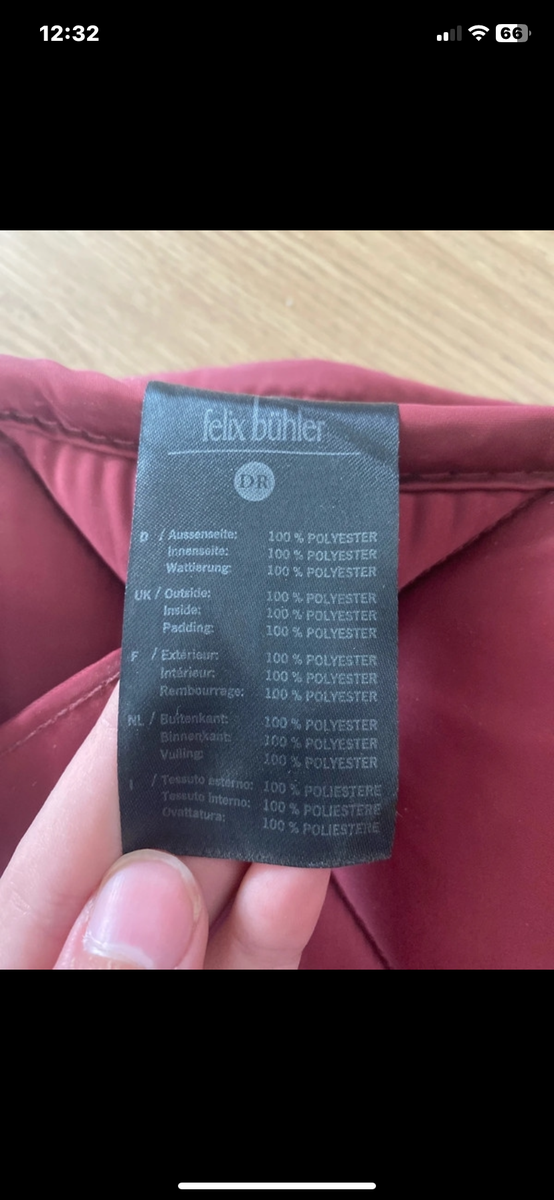 12:32
66
felix bühler
DR
D / Aussenseite: 100 % POLYESTER
Innenseite: 100 % POLYESTER
Wattierung: 100 % POLYESTER
UK / Outside: 100 % POLYESTER
Inside: 100 % POLYESTER
Padding: 100 % POLYESTER
F / Extérieur: 100 % POLYESTER
Intérieur: 100 % POLYESTER
Rembourrage: 100 % POLYESTER
NL / Buitenkant: 100 % POLYESTER
Binnenkant: 100 % POLYESTER
Vulling: 100 % POLYESTER
I / Tessuto esterno: 100 % POLIESTERE
Tessuto interno: 100 % POLIESTERE
Ovattatura: 100 % POLIESTERE